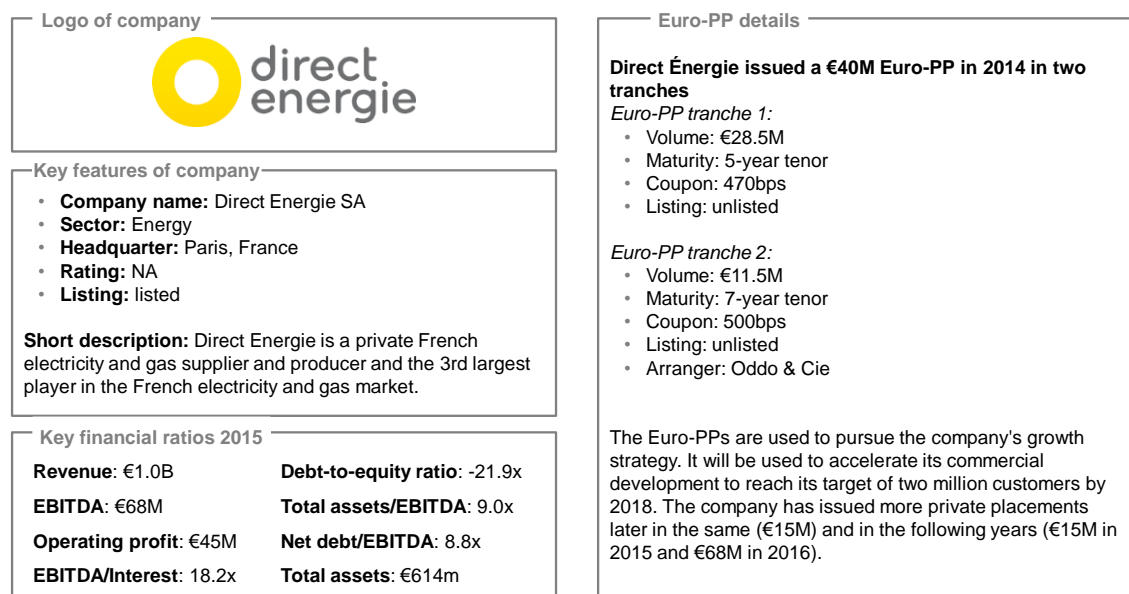 Logo of company
direct
energie
Key features of company
• Company name: Direct Energie SA
• Sector: Energy
• Headquarter: Paris, France
• Rating: NA
• Listing: listed
Short description: Direct Energie is a private French
electricity and gas supplier and producer and the 3rd largest
player in the French electricity and gas market.
Key financial ratios 2015
Revenue: €1.0B Debt-to-equity ratio: -21.9x
EBITDA: €68M Total assets/EBITDA: 9.0x
Operating profit: €45M Net debt/EBITDA: 8.8x
EBITDA/Interest: 18.2x Total assets: €614m
Euro-PP details
Direct Énergie issued a €40M Euro-PP in 2014 in two
tranches
Euro-PP tranche 1:
• Volume: €28.5M
• Maturity: 5-year tenor
• Coupon: 470bps
• Listing: unlisted
Euro-PP tranche 2:
• Volume: €11.5M
• Maturity: 7-year tenor
• Coupon: 500bps
• Listing: unlisted
• Arranger: Oddo & Cie
The Euro-PPs are used to pursue the company's growth
strategy. It will be used to accelerate its commercial
development to reach its target of two million customers by
2018. The company has issued more private placements
later in the same (€15M) and in the following years (€15M in
2015 and €68M in 2016).